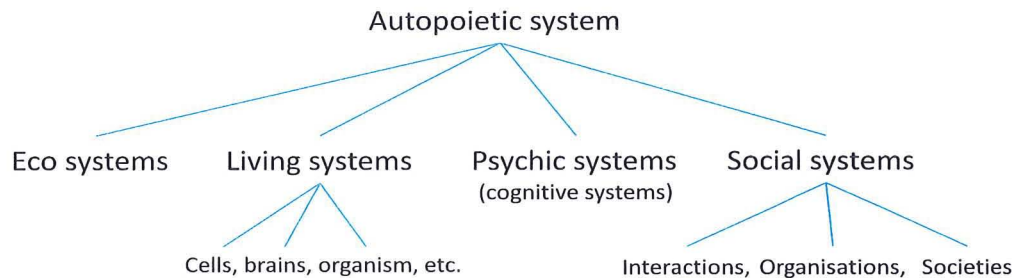 Autopoietic system
Eco systems
Living systems
Psychic systems
(cognitive systems)
Social systems
Cells, brains, organism, etc.
Interactions, Organisations, Societies